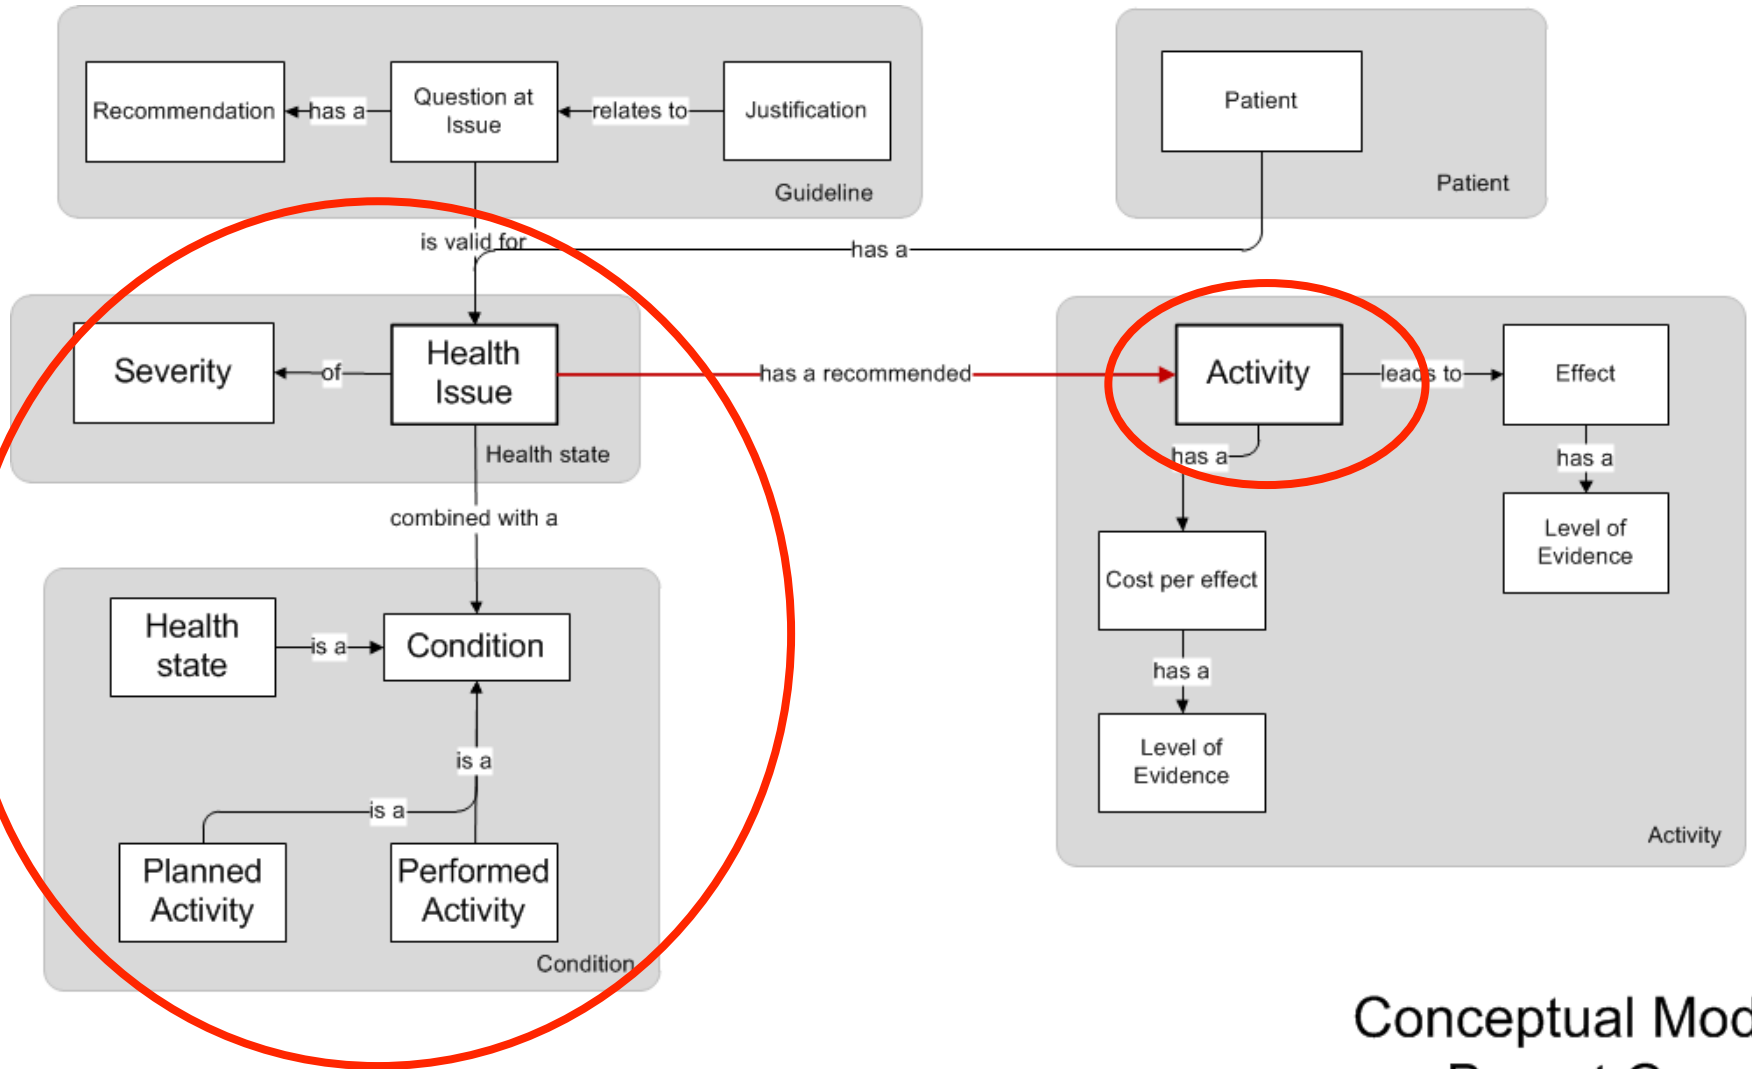 Recommendation
has a
Question at
Issue
relates to
Justification
Guideline
Patient
Patient
is valid for
has a
Severity
of
Health
Issue
Health state
has a recommended
Activity
leads to
Effect
has a
has a
Level of
Evidence
Cost per effect
has a
Level of
Evidence
Activity
combined with a
Health
state
is a
Condition
is a
is a
Planned
Activity
Performed
Activity
Condition
Conceptual Mod